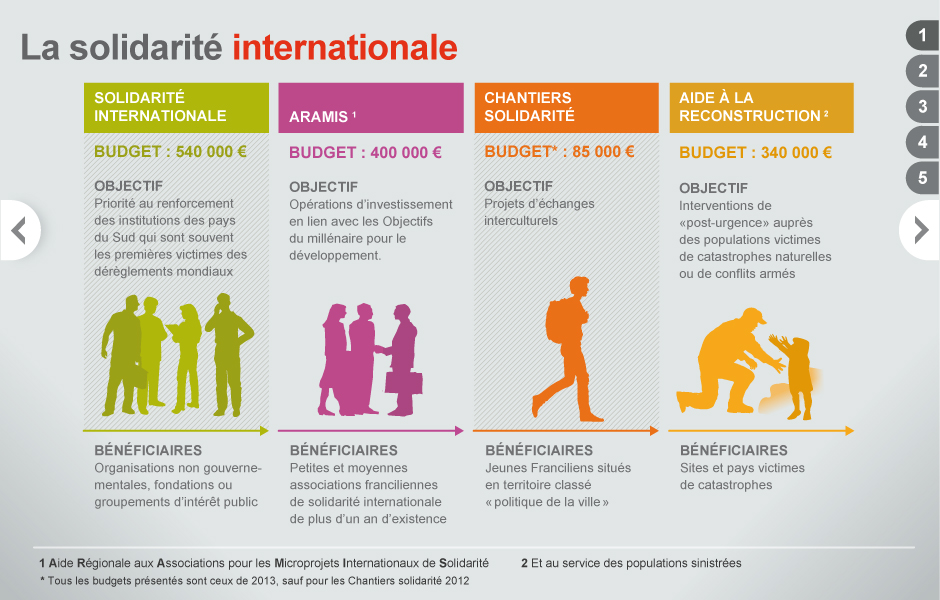 La solidarité internationale
1
2
3
4
5
SOLIDARITÉ
INTERNATIONALE
BUDGET : 540 000 €
OBJECTIF
Priorité au renforcement
des institutions des pays
du Sud qui sont souvent
les premières victimes des
dérèglements mondiaux
BÉNÉFICIAIRES
Organisations non gouverne-
mentales, fondations ou
groupements d'intérêt public
ARAMIS ¹
BUDGET : 400 000 €
OBJECTIF
Opérations d'investissement
en lien avec les Objectifs
du millénaire pour le
développement.
BÉNÉFICIAIRES
Petites et moyennes
associations franciliennes
de solidarité internationale
de plus d'un an d'existence
CHANTIERS
SOLIDARITÉ
BUDGET* : 85 000 €
OBJECTIF
Projets d'échanges
interculturels
BÉNÉFICIAIRES
Jeunes Franciliens situés
en territoire classé
« politique de la ville »
AIDE À LA
RECONSTRUCTION ²
BUDGET : 340 000 €
OBJECTIF
Interventions de
«post-urgence» auprès
des populations victimes
de catastrophes naturelles
ou de conflits armés
BÉNÉFICIAIRES
Sites et pays victimes
de catastrophes
1 Aide Régionale aux Associations pour les Microprojets Internationaux de Solidarité
2 Et au service des populations sinistrées
* Tous les budgets présentés sont ceux de 2013, sauf pour les Chantiers solidarité 2012